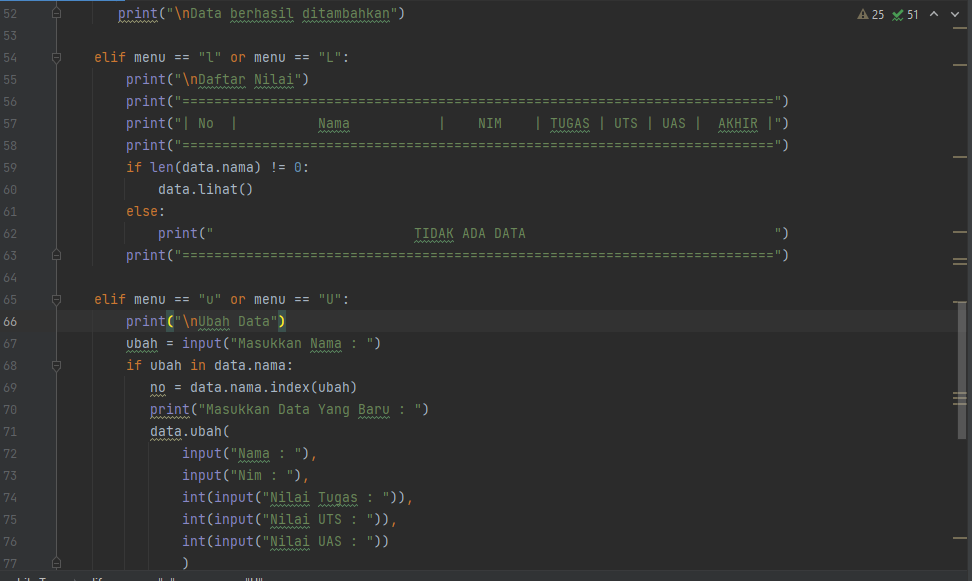 25 51
52 print("\nData berhasil ditambahkan")
53
54 elif menu == "l" or menu == "L":
55 print("\nDaftar Nilai")
56 print("==========================================================================")
57 print("| No  |          Nama           |    NIM    | TUGAS | UTS | UAS |  AKHIR |")
58 print("==========================================================================")
59 if len(data.nama) != 0:
60 data.lihat()
61 else:
62 print("                         TIDAK ADA DATA                               ")
63 print("==========================================================================")
64
65 elif menu == "u" or menu == "U":
66 print("\nUbah Data")
67 ubah = input("Masukkan Nama : ")
68 if ubah in data.nama:
69 no = data.nama.index(ubah)
70 print("Masukkan Data Yang Baru : ")
71 data.ubah(
72 input("Nama : "),
73 input("Nim : "),
74 int(input("Nilai Tugas : ")),
75 int(input("Nilai UTS : ")),
76 int(input("Nilai UAS : "))
77 )